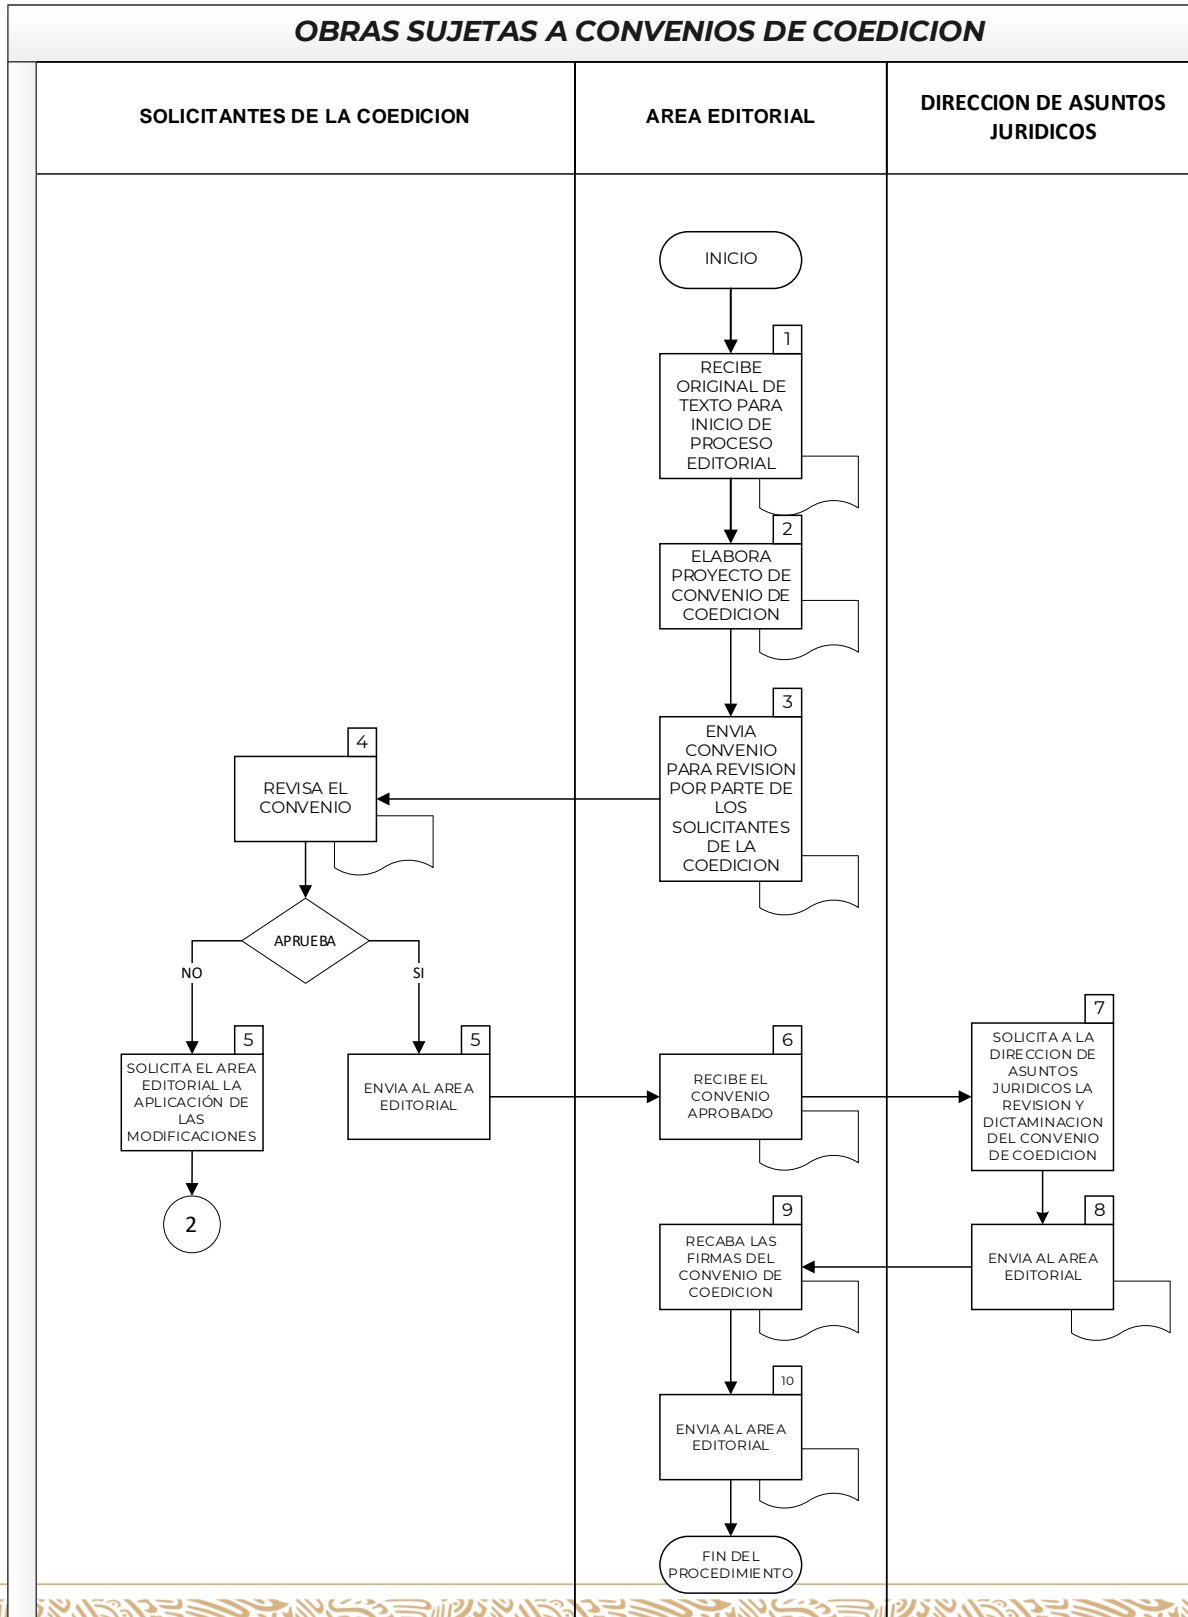 OBRAS SUJETAS A CONVENIOS DE COEDICION
SOLICITANTES DE LA COEDICION
AREA EDITORIAL
DIRECCION DE ASUNTOS
JURIDICOS
INICIO
1
RECIBE
ORIGINAL DE
TEXTO PARA
INICIO DE
PROCESO
EDITORIAL
2
ELABORA
PROYECTO DE
CONVENIO DE
COEDICION
3
ENVIA
CONVENIO
PARA REVISION
POR PARTE DE
LOS
SOLICITANTES
DE LA
COEDICION
4
REVISA EL
CONVENIO
APRUEBA
NO
SI
5
SOLICITA EL AREA
EDITORIAL LA
APLICACIÓN DE
LAS
MODIFICACIONES
2
5
ENVIA AL AREA
EDITORIAL
6
RECIBE EL
CONVENIO
APROBADO
7
SOLICITA A LA
DIRECCION DE
ASUNTOS
JURIDICOS LA
REVISION Y
DICTAMINACION
DEL CONVENIO
DE COEDICION
8
ENVIA AL AREA
EDITORIAL
9
RECABA LAS
FIRMAS DEL
CONVENIO DE
COEDICION
10
ENVIA AL AREA
EDITORIAL
FIN DEL
PROCEDIMIENTO